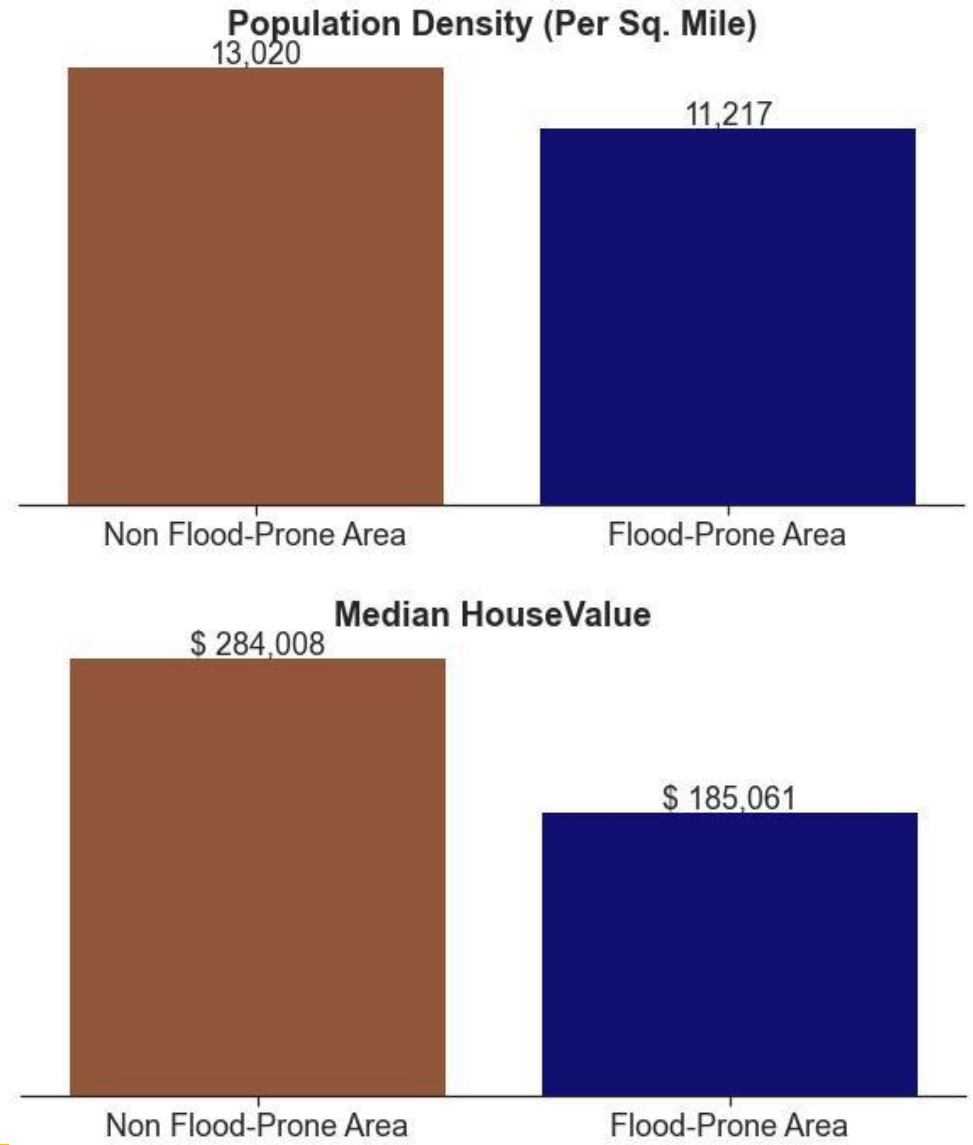 Population Density (Per Sq. Mile)
13,020
11,217
Non Flood-Prone Area
Flood-Prone Area
Median HouseValue
$ 284,008
$ 185,061
Non Flood-Prone Area
Flood-Prone Area